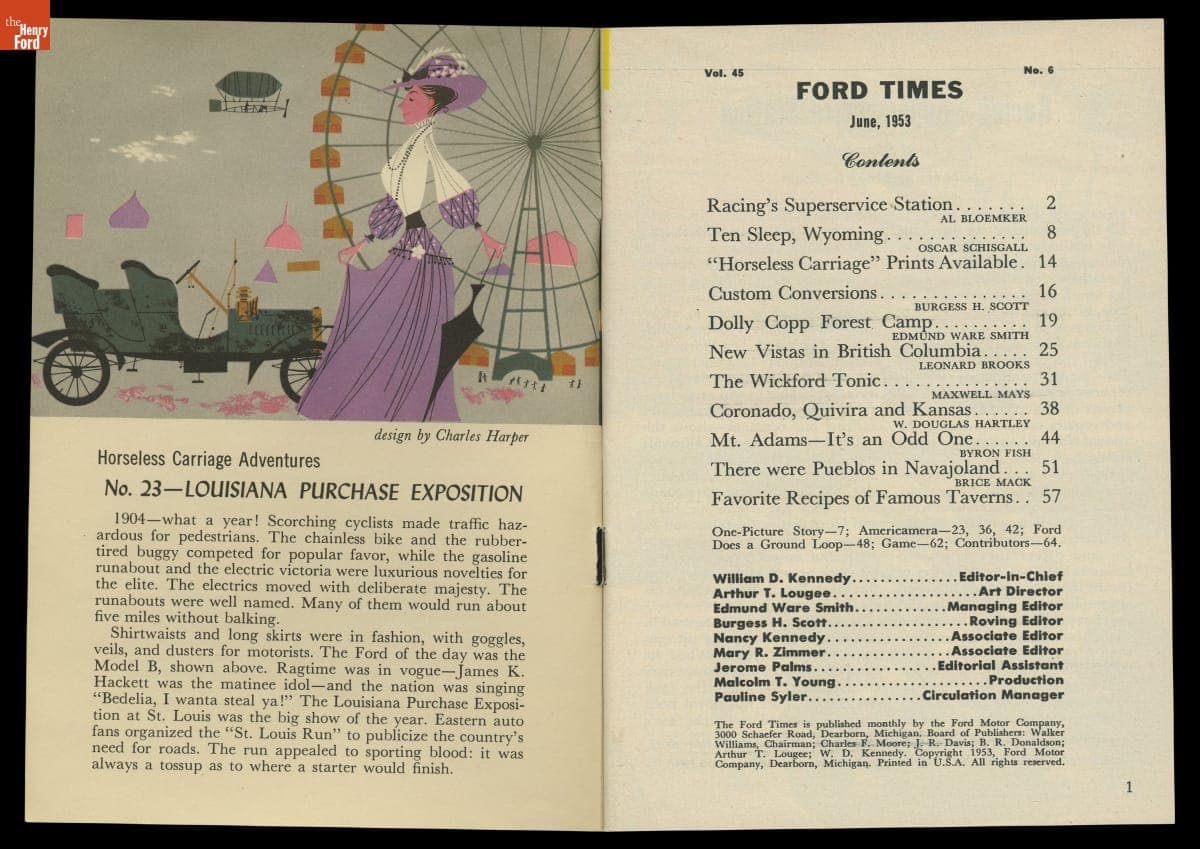 the
Henry
Ford
design by Charles Harper
Horseless Carriage Adventures
No. 23—LOUISIANA PURCHASE EXPOSITION
1904—what a year! Scorching cyclists made traffic haz-
ardous for pedestrians. The chainless bike and the rubber-
tired buggy competed for popular favor, while the gasoline
runabout and the electric victoria were luxurious novelties for
the elite. The electrics moved with deliberate majesty. The
runabouts were well named. Many of them would run about
five miles without balking.
Shirtwaists and long skirts were in fashion, with goggles,
veils, and dusters for motorists. The Ford of the day was the
Model B, shown above. Ragtime was in vogue—James K.
Hackett was the matinee idol—and the nation was singing
"Bedelia, I wanta steal ya!" The Louisiana Purchase Exposi-
tion at St. Louis was the big show of the year. Eastern auto
fans organized the "St. Louis Run" to publicize the country's
need for roads. The run appealed to sporting blood: it was
always a tossup as to where a starter would finish.
Vol. 45 No. 6
FORD TIMES
June, 1953
Contents
Racing's Superservice Station....... 2
AL BLOEMKER
Ten Sleep, Wyoming.............. 8
OSCAR SCHISGALL
"Horseless Carriage" Prints Available. 14
Custom Conversions............... 16
BURGESS H. SCOTT
Dolly Copp Forest Camp.......... 19
EDMUND WARE SMITH
New Vistas in British Columbia..... 25
LEONARD BROOKS
The Wickford Tonic............... 31
MAXWELL MAYS
Coronado, Quivira and Kansas...... 38
W. DOUGLAS HARTLEY
Mt. Adams—It's an Odd One...... 44
BYRON FISH
There were Pueblos in Navajoland... 51
BRICE MACK
Favorite Recipes of Famous Taverns.. 57
One-Picture Story—7; Americamera—23, 36, 42; Ford
Does a Ground Loop—48; Game—62; Contributors—64.
William D. Kennedy...............Editor-in-Chief
Arthur T. Lougee....................Art Director
Edmund Ware Smith............Managing Editor
Burgess H. Scott...................Roving Editor
Nancy Kennedy.................Associate Editor
Mary R. Zimmer................Associate Editor
Jerome Palms................Editorial Assistant
Malcolm T. Young.....................Production
Pauline Syler...............Circulation Manager
The Ford Times is published monthly by the Ford Motor Company,
3000 Schaefer Road, Dearborn, Michigan. Board of Publishers: Walker
Williams, Chairman; Charles F. Moore; J. R. Davis; B. R. Donaldson;
Arthur T. Lougee; W. D. Kennedy. Copyright 1953, Ford Motor
Company, Dearborn, Michigan. Printed in U.S.A. All rights reserved.
1